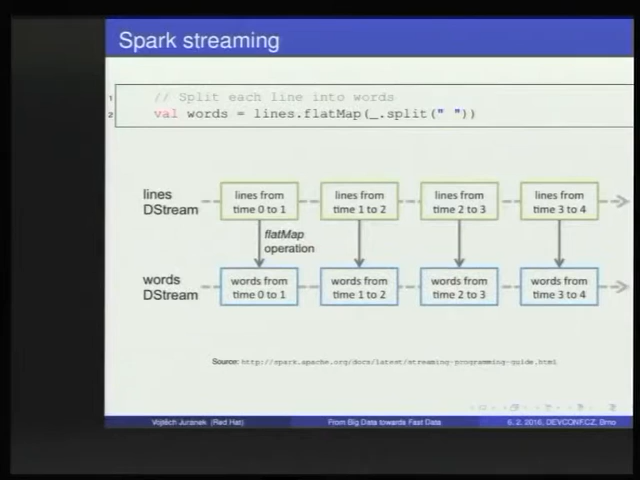 Spark streaming
1 // Split each line into words
2 val words = lines.flatMap(_.split(" "))
lines
DStream
lines from
time 0 to 1
lines from
time 1 to 2
lines from
time 2 to 3
lines from
time 3 to 4
flatMap
operation
words
DStream
words from
time 0 to 1
words from
time 1 to 2
words from
time 2 to 3
words from
time 3 to 4
Source: http://spark.apache.org/docs/latest/streaming-programming-guide.html
Vojtěch Juránek (Red Hat) From Big Data towards Fast Data 6. 2. 2016, DEVCONF.CZ, Brno